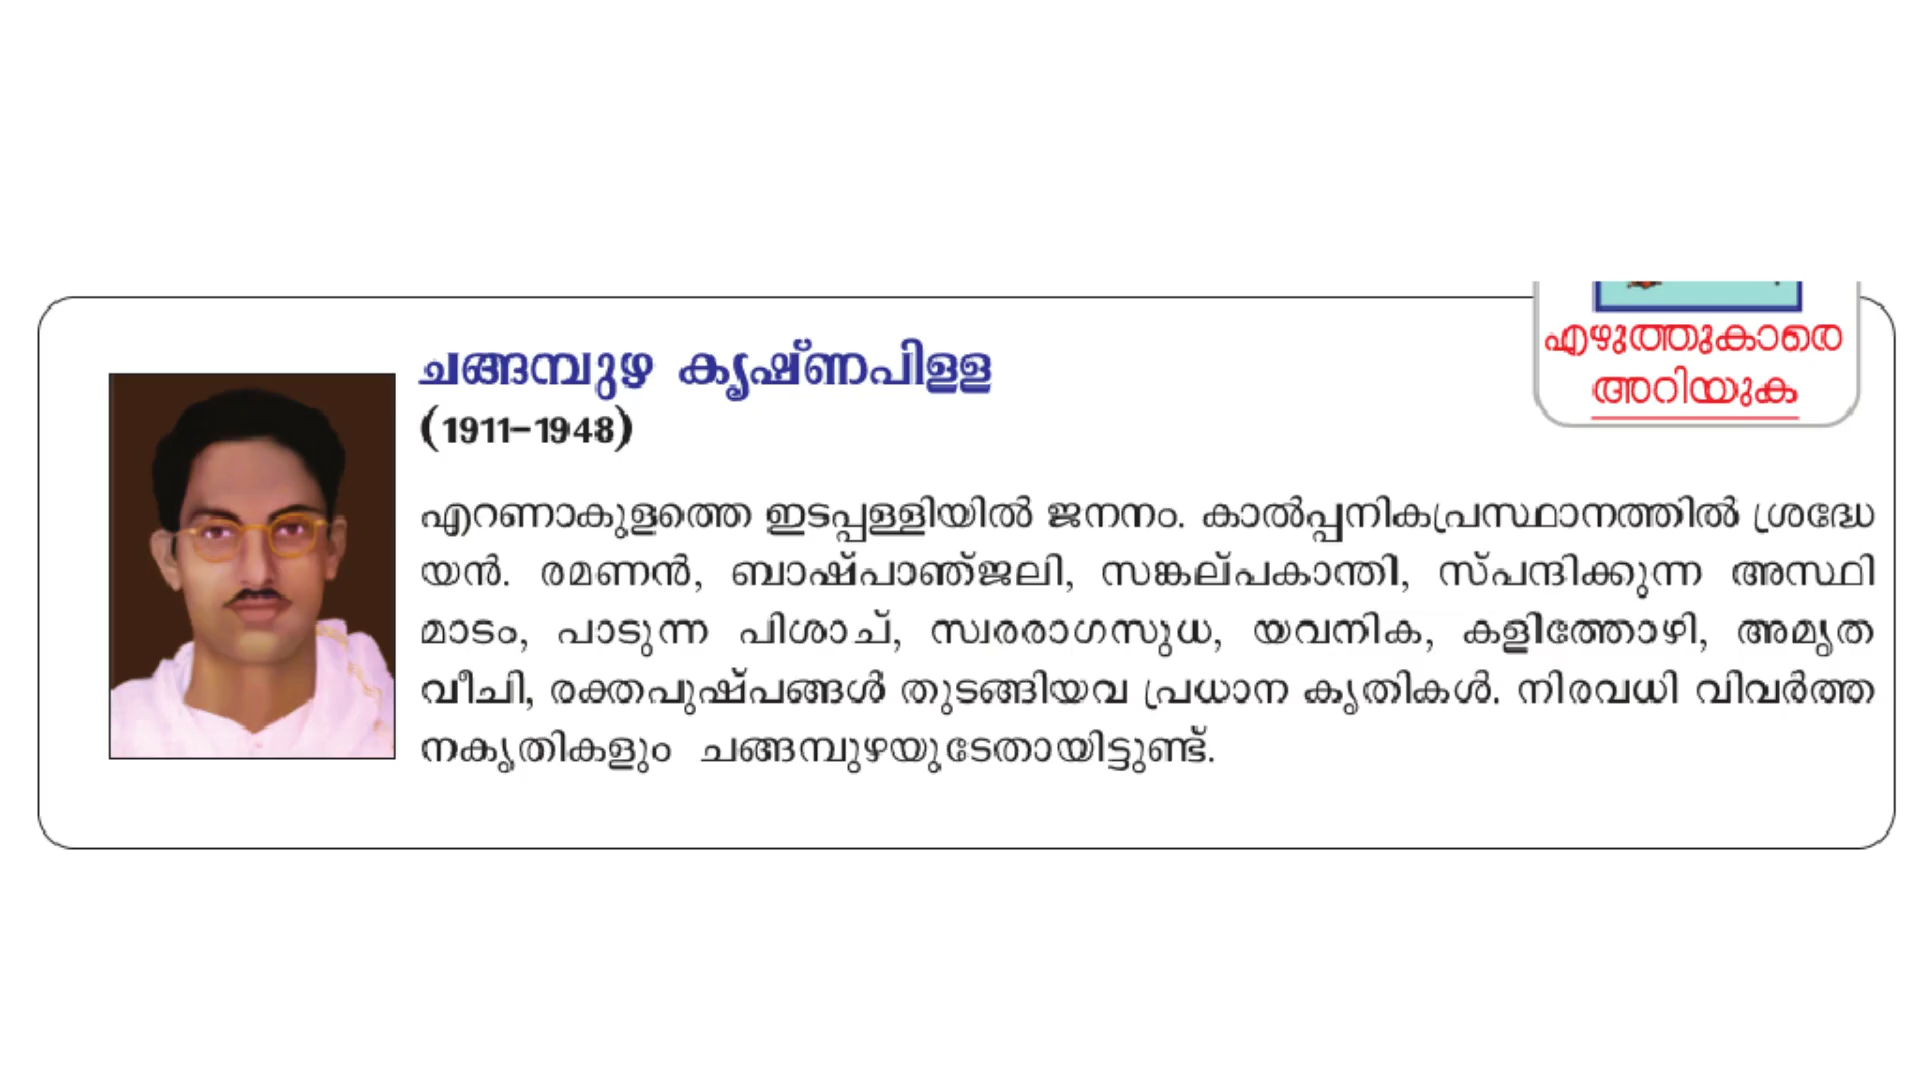 എഴുത്തുകാരെ
അറിയുക
ചങ്ങമ്പുഴ കൃഷ്ണപിള്ള
(1911-1948)
എറണാകുളത്തെ ഇടപ്പള്ളിയിൽ ജനനം. കാൽപ്പനികപ്രസ്ഥാനത്തിൽ ശ്രദ്ധേ
യൻ. രമണൻ, ബാഷ്പാഞ്ജലി, സങ്കല്പകാന്തി, സ്പന്ദിക്കുന്ന അസ്ഥി
മാടം, പാടുന്ന പിശാച്, സ്വരരാഗസുധ, യവനിക, കളിത്തോഴി, അമൃത
വീചി, രക്തപുഷ്പങ്ങൾ തുടങ്ങിയവ പ്രധാന കൃതികൾ. നിരവധി വിവർത്ത
നകൃതികളും ചങ്ങമ്പുഴയുടേതായിട്ടുണ്ട്.